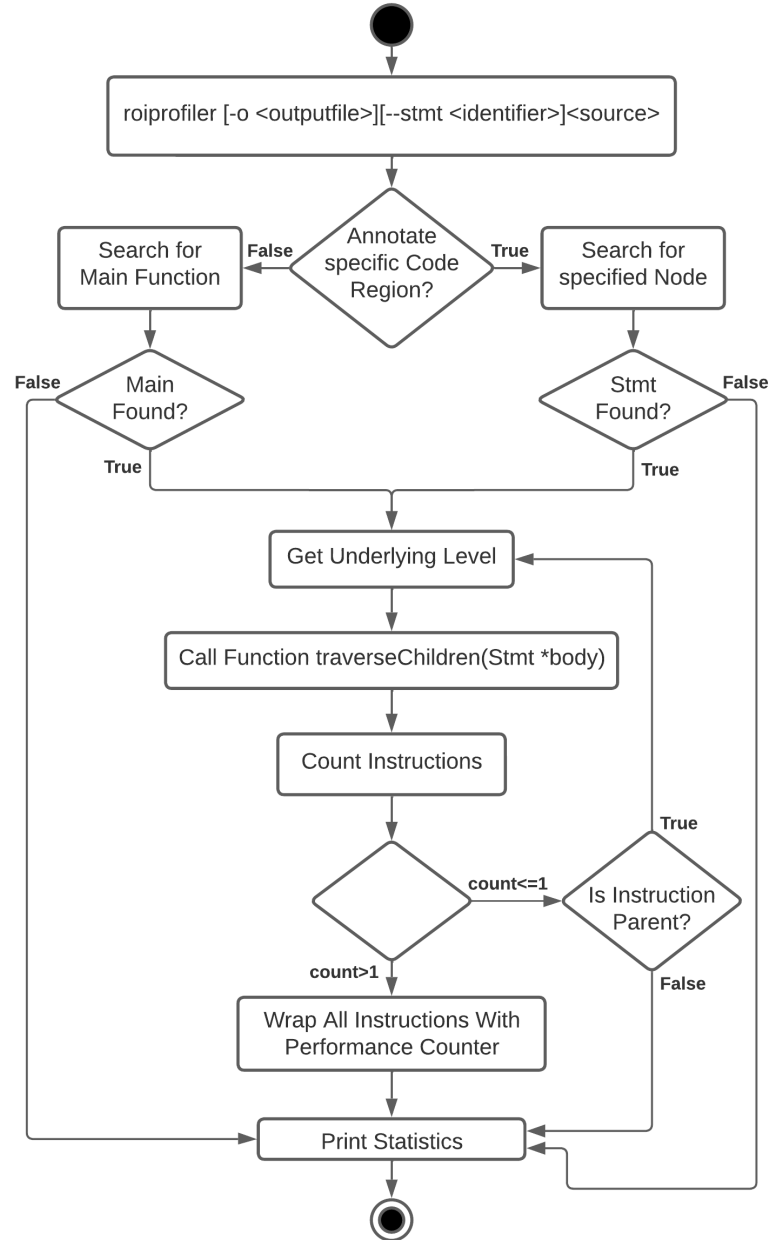 roiprofiler [-o <outputfile>][--stmt <identifier>]<source>
Annotate
specific Code
Region?
False
True
Search for
Main Function
Search for
specified Node
Main
Found?
False
True
Stmt
Found?
False
True
Get Underlying Level
Call Function traverseChildren(Stmt *body)
Count Instructions
count<=1
count>1
Is Instruction
Parent?
True
False
Wrap All Instructions With
Performance Counter
Print Statistics